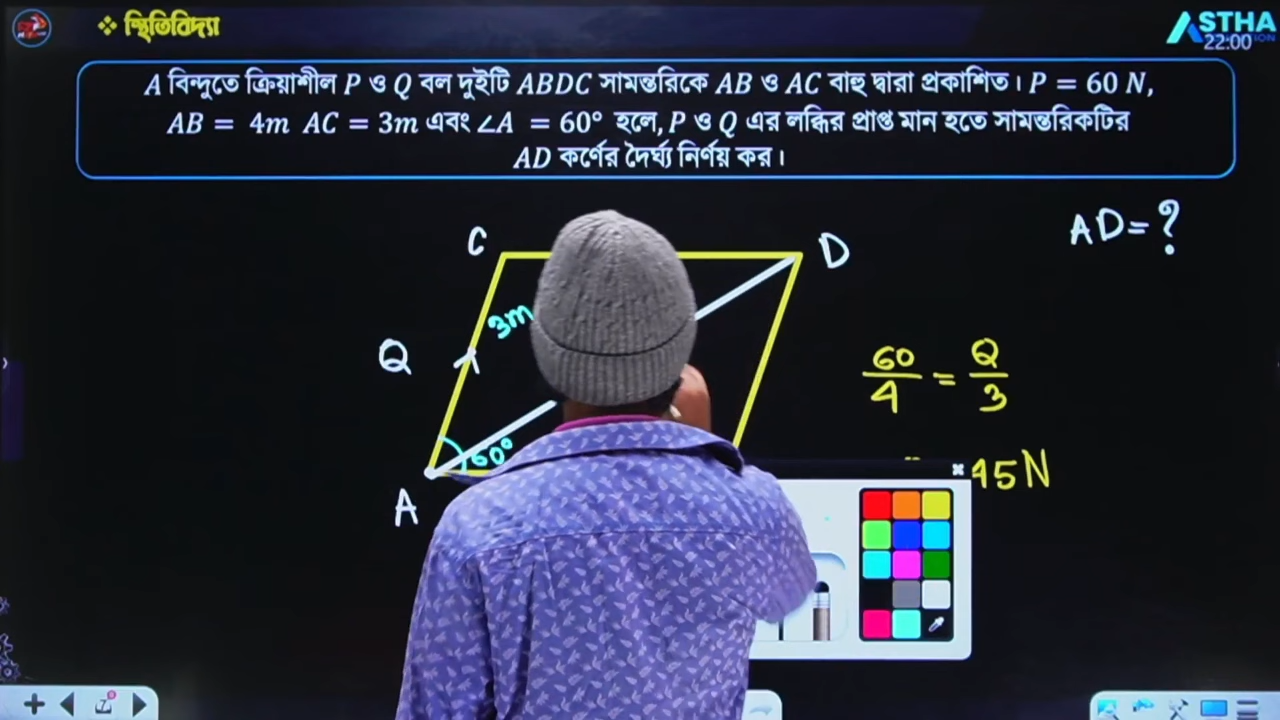 ❖ স্থিতিবিদ্যা
ASTHA
22:00
A বিন্দুতে ক্রিয়াশীল P ও Q বল দুইটি ABDC সামন্তরিকে AB ও AC বাহু দ্বারা প্রকাশিত। P = 60 N,
AB = 4m AC = 3m এবং ∠A = 60° হলে, P ও Q এর লব্ধির প্রাপ্ত মান হতে সামন্তরিকটির
AD কর্ণের দৈর্ঘ্য নির্ণয় কর।
AD = ?
C
D
3m
Q
60/4 = Q/3
60°
45N
A